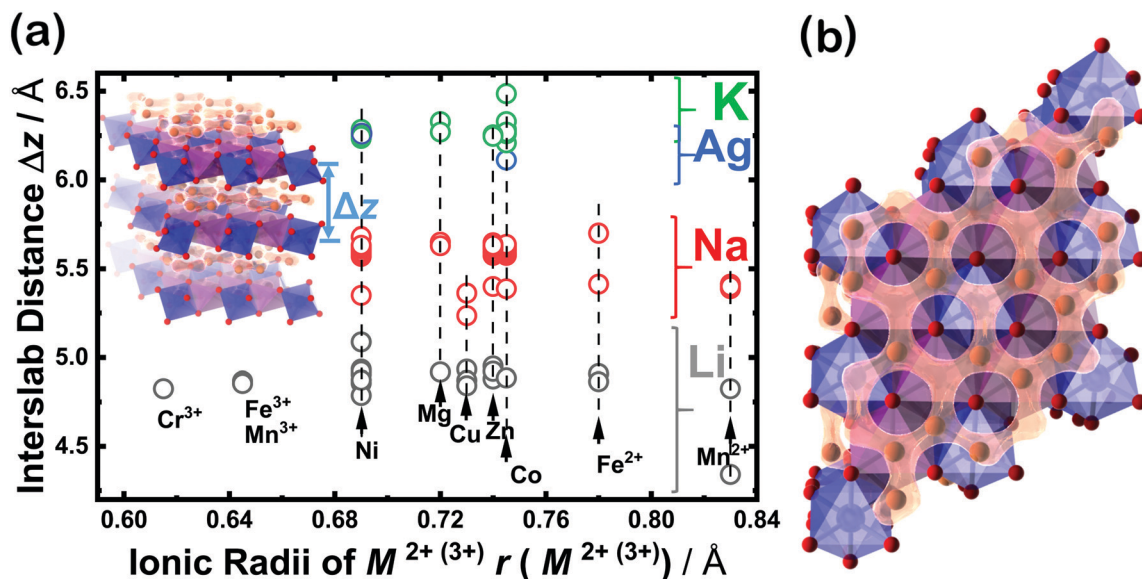 (a)
(b)
Interslab Distance Δz / Å
6.5
6.0
5.5
5.0
4.5
0.60
0.64
0.68
0.72
0.76
0.80
0.84
Ionic Radii of M 2+ (3+) r ( M 2+ (3+)) / Å
Δz
K
Ag
Na
Li
Cr3+
Fe3+
Mn3+
Ni
Mg
Cu
Zn
Co
Fe2+
Mn2+